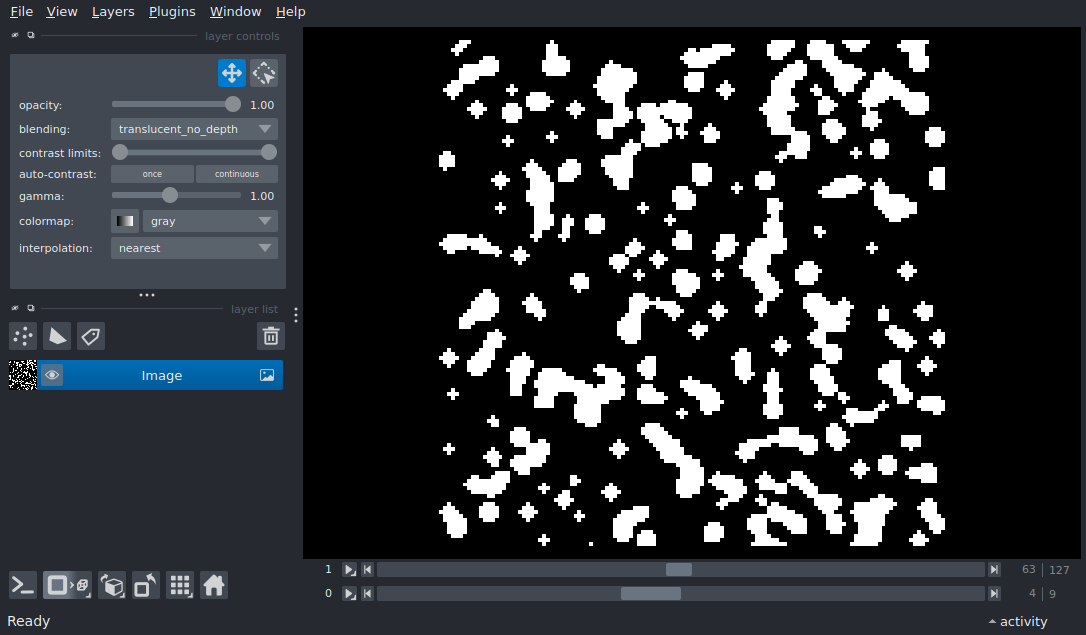 File View Layers Plugins Window Help
layer controls
opacity: 1.00
blending: translucent_no_depth
contrast limits:
auto-contrast: once continuous
gamma: 1.00
colormap: gray
interpolation: nearest
layer list
Image
1 63 127
0 4 9
Ready activity